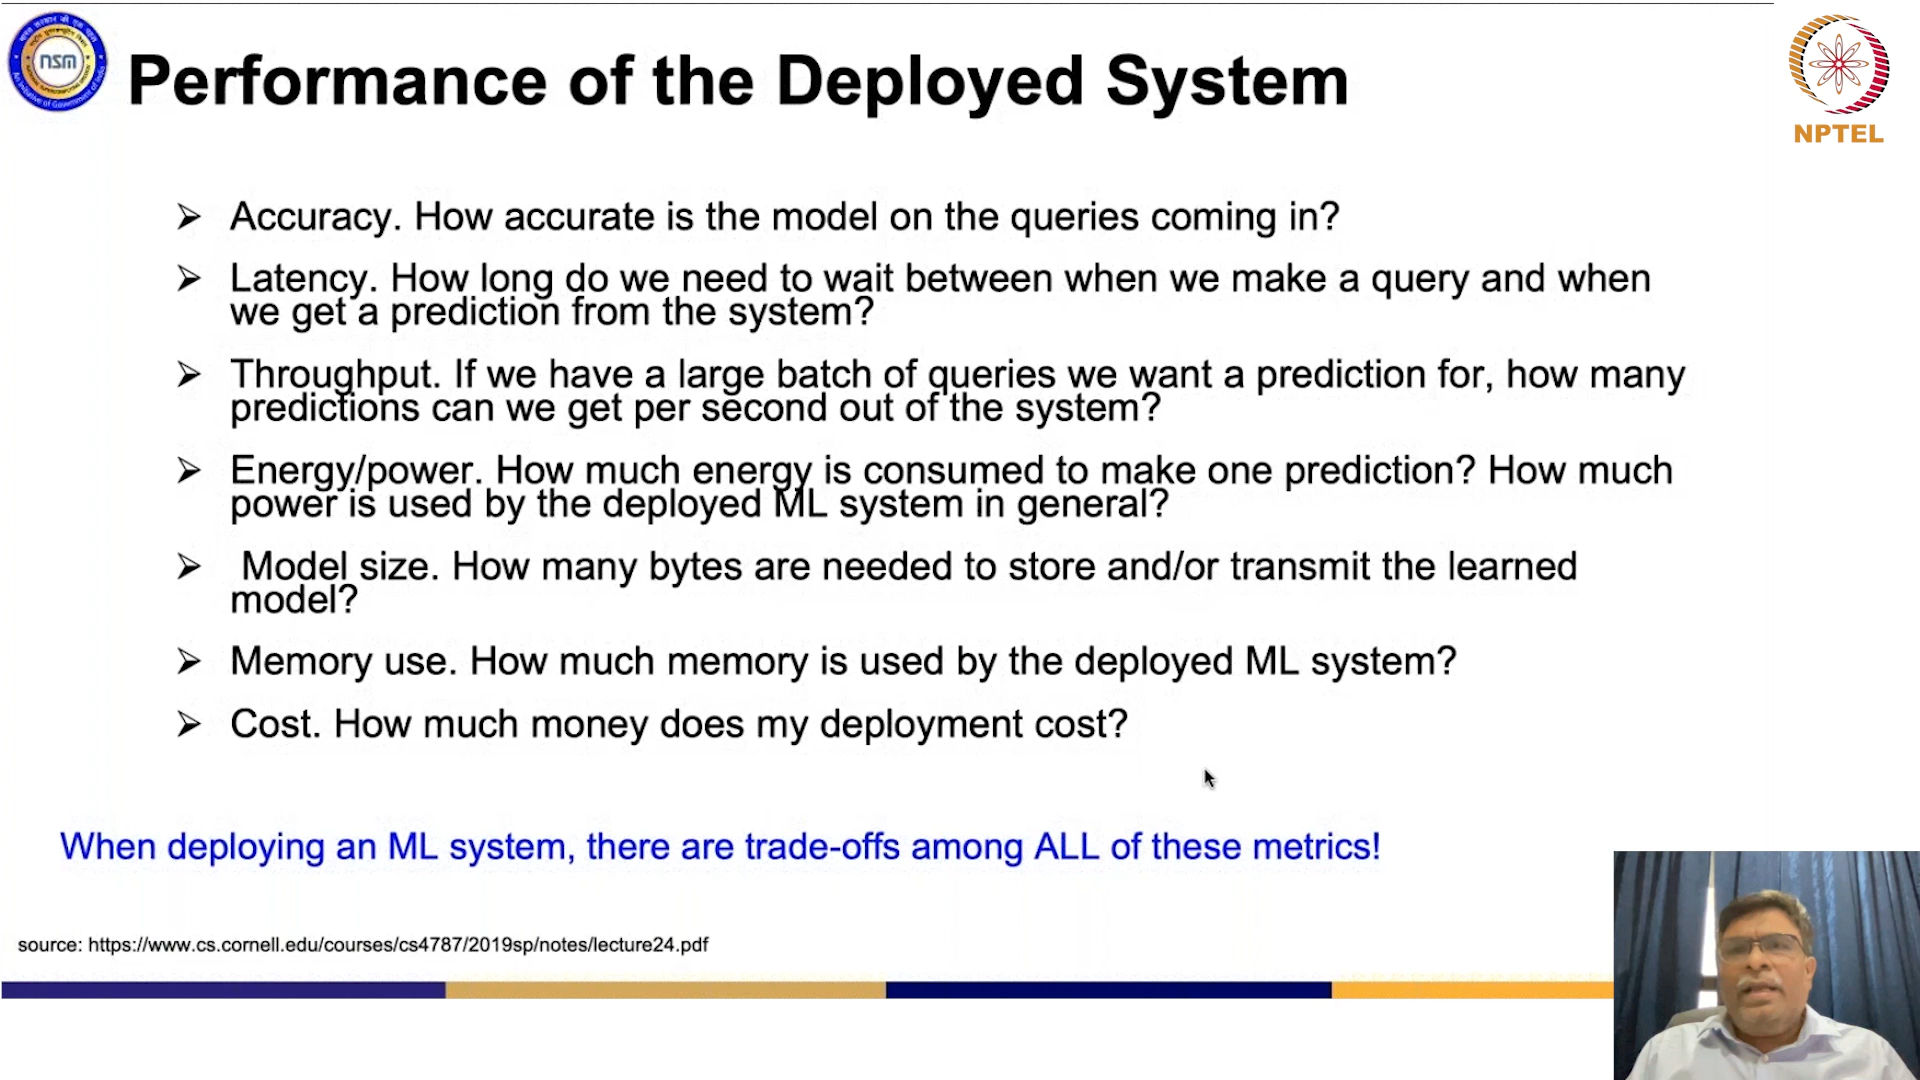 nsm
Performance of the Deployed System
NPTEL
➢ Accuracy. How accurate is the model on the queries coming in?
➢ Latency. How long do we need to wait between when we make a query and when
we get a prediction from the system?
➢ Throughput. If we have a large batch of queries we want a prediction for, how many
predictions can we get per second out of the system?
➢ Energy/power. How much energy is consumed to make one prediction? How much
power is used by the deployed ML system in general?
➢ Model size. How many bytes are needed to store and/or transmit the learned
model?
➢ Memory use. How much memory is used by the deployed ML system?
➢ Cost. How much money does my deployment cost?
When deploying an ML system, there are trade-offs among ALL of these metrics!
source: https://www.cs.cornell.edu/courses/cs4787/2019sp/notes/lecture24.pdf